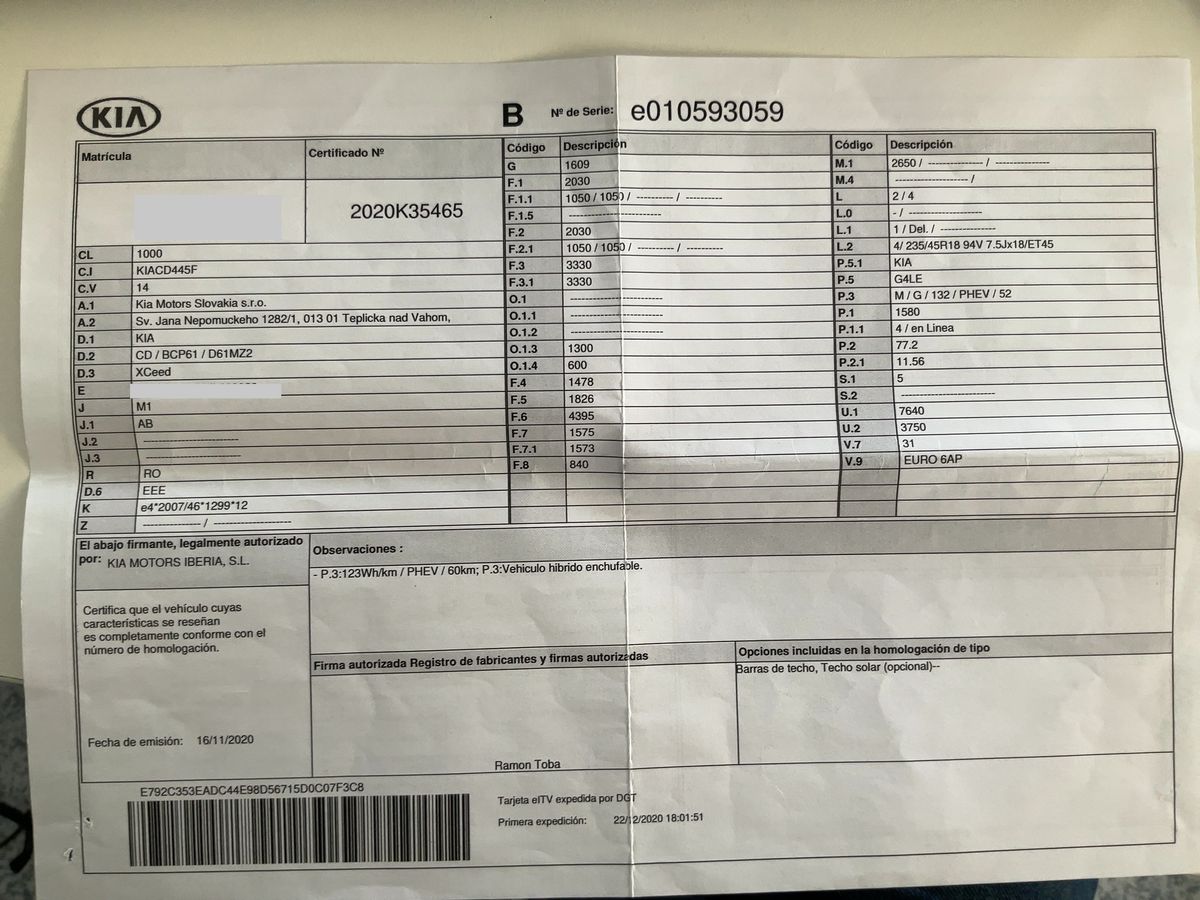 KIA
B Nº de Serie: e010593059
Matrícula
Certificado Nº
2020K35465
CL 1000
C.I KIACD445F
C.V 14
A.1 Kia Motors Slovakia s.r.o.
A.2 Sv. Jana Nepomuckeho 1282/1, 013 01 Teplicka nad Vahom,
D.1 KIA
D.2 CD / BCP61 / D61MZ2
D.3 XCeed
E
J M1
J.1 AB
J.2 -------------------------
J.3 -------------------------
R RO
D.6 EEE
K e4*2007/46*1299*12
Z --------------- / --------------------
Código Descripción
G 1609
F.1 2030
F.1.1 1050 / 1050 / ---------- / ----------
F.1.5 ------------------------
F.2 2030
F.2.1 1050 / 1050 / ---------- / ----------
F.3 3330
F.3.1 3330
O.1 ------------------------
O.1.1 ------------------------
O.1.2 ------------------------
O.1.3 1300
O.1.4 600
F.4 1478
F.5 1826
F.6 4395
F.7 1575
F.7.1 1573
F.8 840
Código Descripción
M.1 2650 / --------------- / ---------------
M.4 -------------------- /
L 2 / 4
L.0 - / --------------------
L.1 1 / Del. / ---------------
L.2 4/ 235/45R18 94V 7.5Jx18/ET45
P.5.1 KIA
P.5 G4LE
P.3 M / G / 132 / PHEV / 52
P.1 1580
P.1.1 4 / en Linea
P.2 77.2
P.2.1 11.56
S.1 5
S.2 -------------------------
U.1 7640
U.2 3750
V.7 31
V.9 EURO 6AP
El abajo firmante, legalmente autorizado
por: KIA MOTORS IBERIA, S.L.
Certifica que el vehículo cuyas
características se reseñan
es completamente conforme con el
número de homologación.
Fecha de emisión: 16/11/2020
Observaciones :
- P.3:123Wh/km / PHEV / 60km; P.3:Vehiculo hibrido enchufable.
Firma autorizada Registro de fabricantes y firmas autorizadas
Ramon Toba
Opciones incluidas en la homologación de tipo
Barras de techo, Techo solar (opcional)--
E792C353EADC44E98D56715D0C07F3C8
Tarjeta eITV expedida por DGT
Primera expedición: 22/12/2020 18:01:51
4